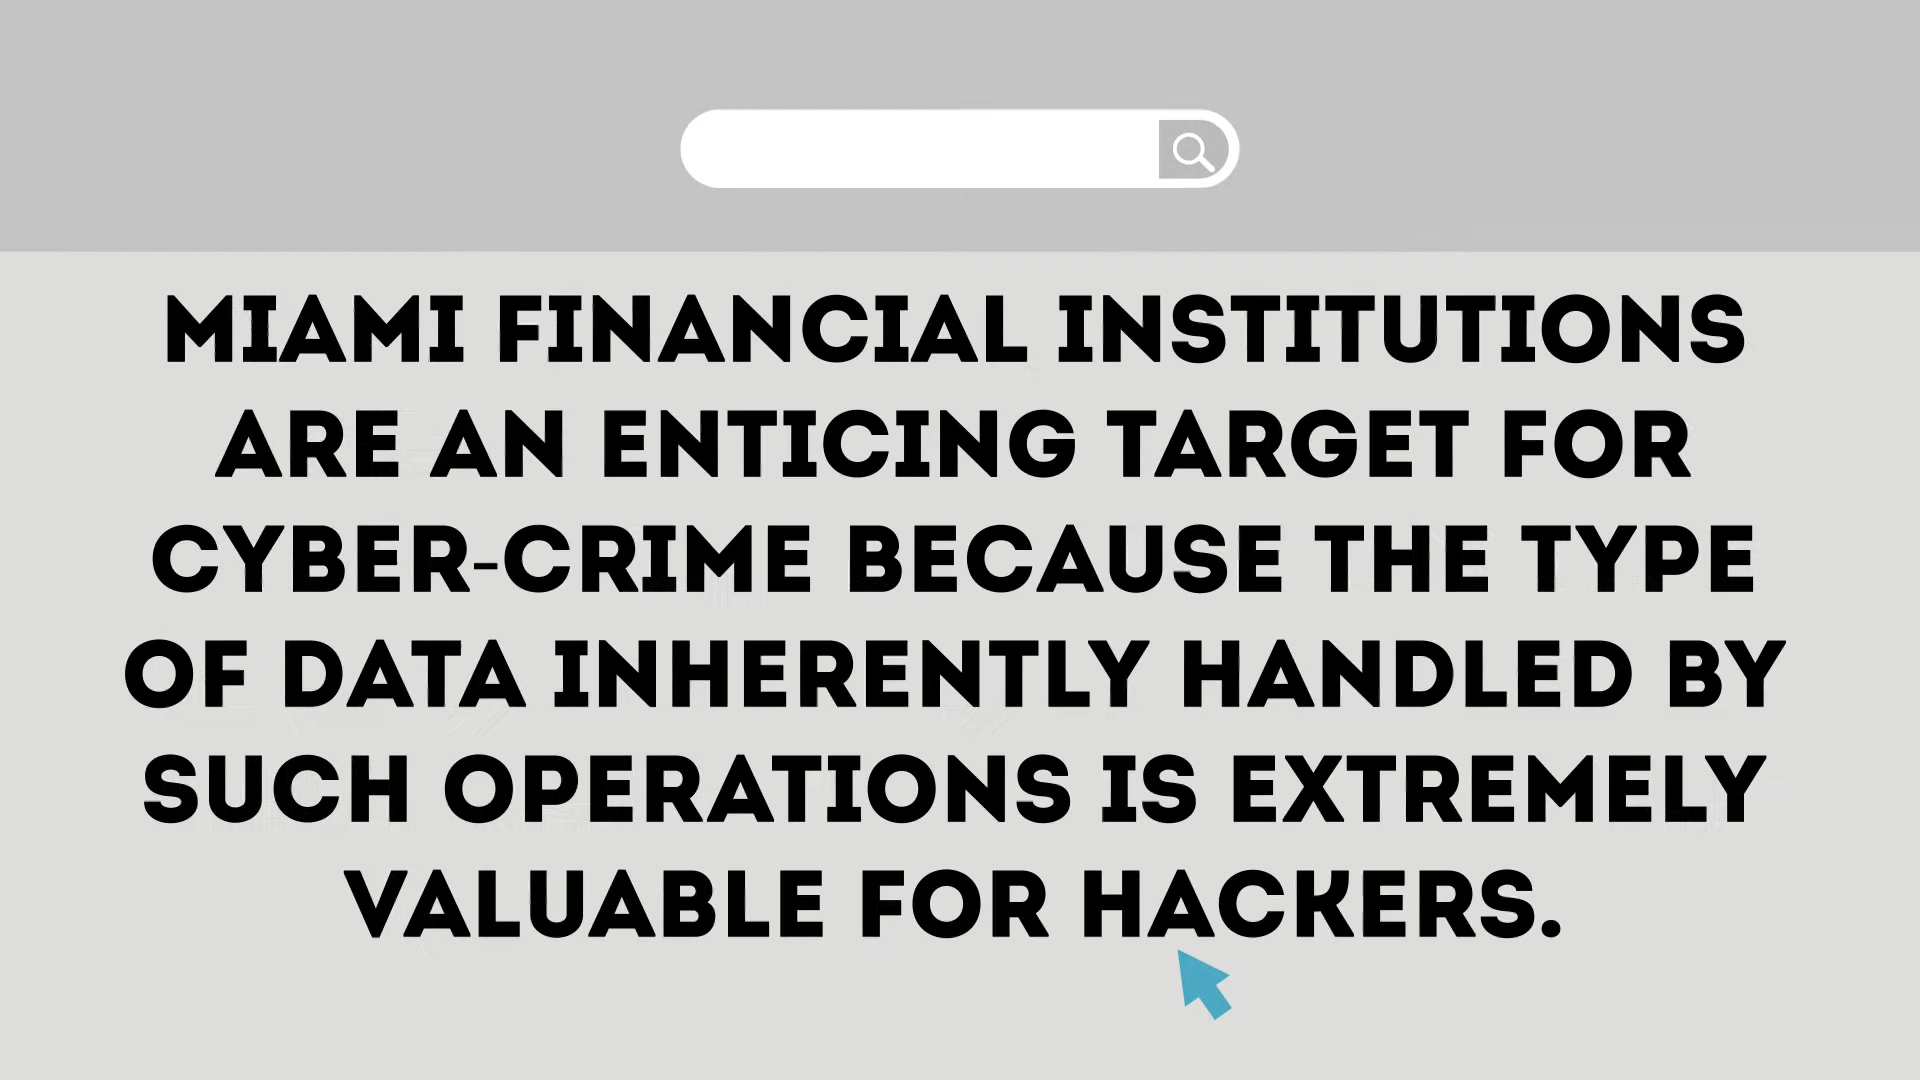 MIAMI FINANCIAL INSTITUTIONS
ARE AN ENTICING TARGET FOR
CYBER-CRIME BECAUSE THE TYPE
OF DATA INHERENTLY HANDLED BY
SUCH OPERATIONS IS EXTREMELY
VALUABLE FOR HACKERS.